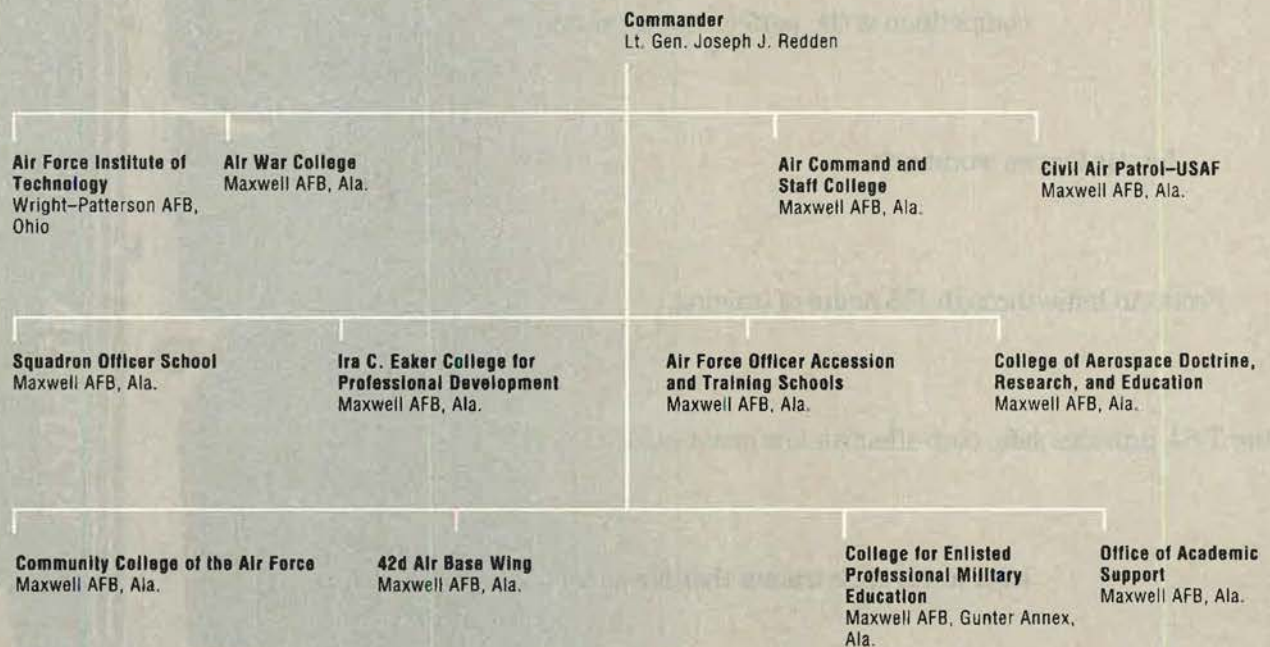 Commander
Lt. Gen. Joseph J. Redden
Air Force Institute of
Technology
Wright–Patterson AFB,
Ohio
Air War College
Maxwell AFB, Ala.
Air Command and
Staff College
Maxwell AFB, Ala.
Civil Air Patrol–USAF
Maxwell AFB, Ala.
Squadron Officer School
Maxwell AFB, Ala.
Ira C. Eaker College for
Professional Development
Maxwell AFB, Ala.
Air Force Officer Accession
and Training Schools
Maxwell AFB, Ala.
College of Aerospace Doctrine,
Research, and Education
Maxwell AFB, Ala.
Community College of the Air Force
Maxwell AFB, Ala.
42d Air Base Wing
Maxwell AFB, Ala.
College for Enlisted
Professional Military
Education
Maxwell AFB, Gunter Annex,
Ala.
Office of Academic
Support
Maxwell AFB, Ala.